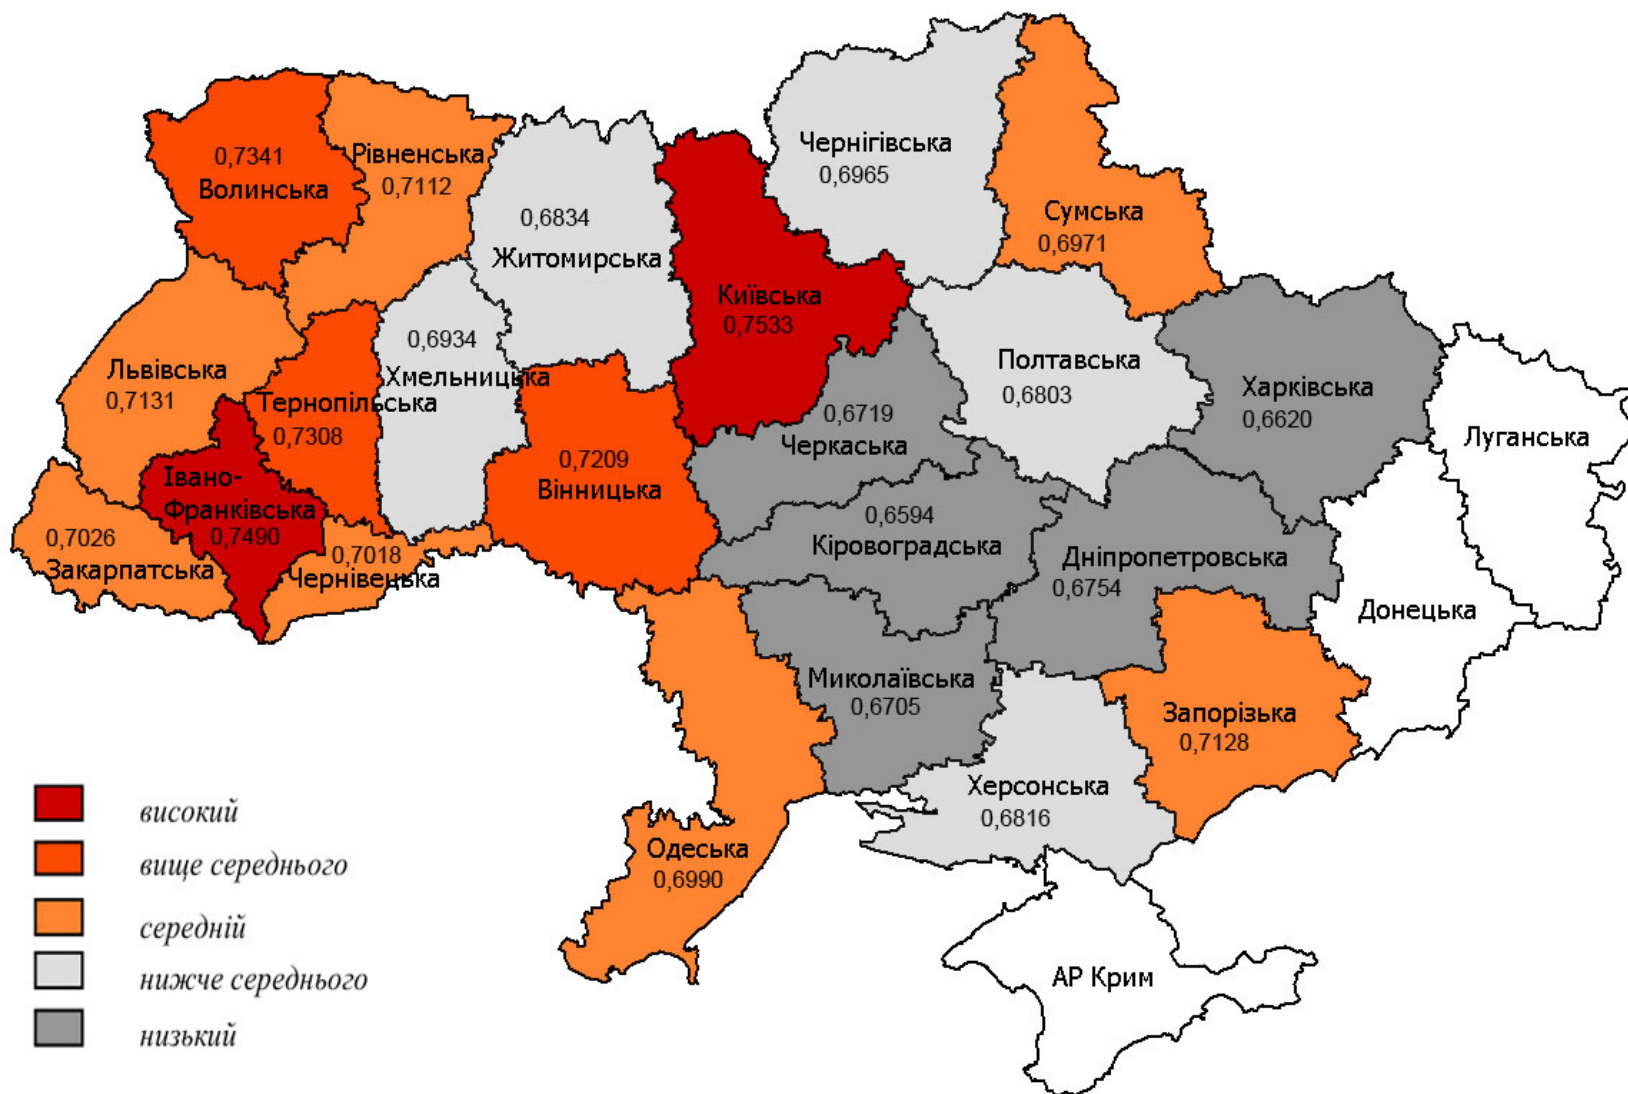 Чернігівська
0,6965
0,7341
Волинська
Рівненська
0,7112
0,6834
Житомирська
Сумська
0,6971
Київська
0,7533
0,6934
Хмельницька
Львівська
0,7131
Тернопільська
0,7308
Полтавська
0,6803
Харківська
0,6620
0,6719
Черкаська
Луганська
0,7209
Вінницька
Івано-
Франківська
0,7490
0,6594
Кіровоградська
0,7026
Закарпатська
0,7018
Чернівецька
Дніпропетровська
0,6754
Донецька
Миколаївська
0,6705
Запорізька
0,7128
Херсонська
0,6816
Одеська
0,6990
АР Крим
високий
вище середнього
середній
нижче середнього
низький